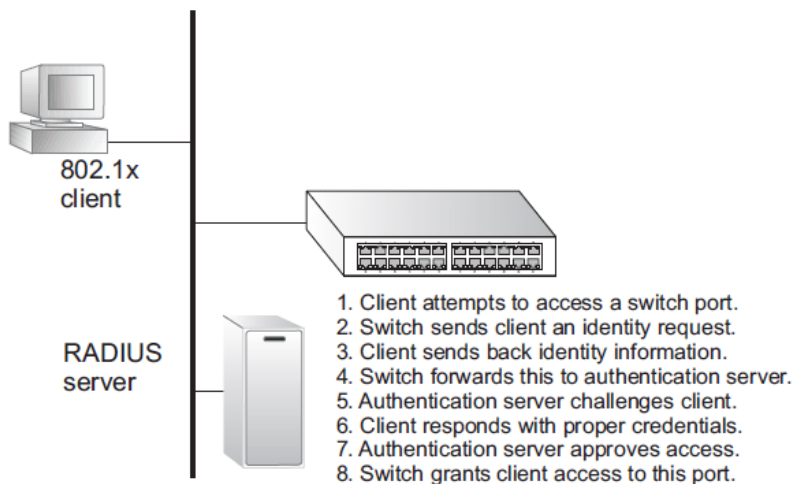 802.1x
client
RADIUS
server
1. Client attempts to access a switch port.
2. Switch sends client an identity request.
3. Client sends back identity information.
4. Switch forwards this to authentication server.
5. Authentication server challenges client.
6. Client responds with proper credentials.
7. Authentication server approves access.
8. Switch grants client access to this port.